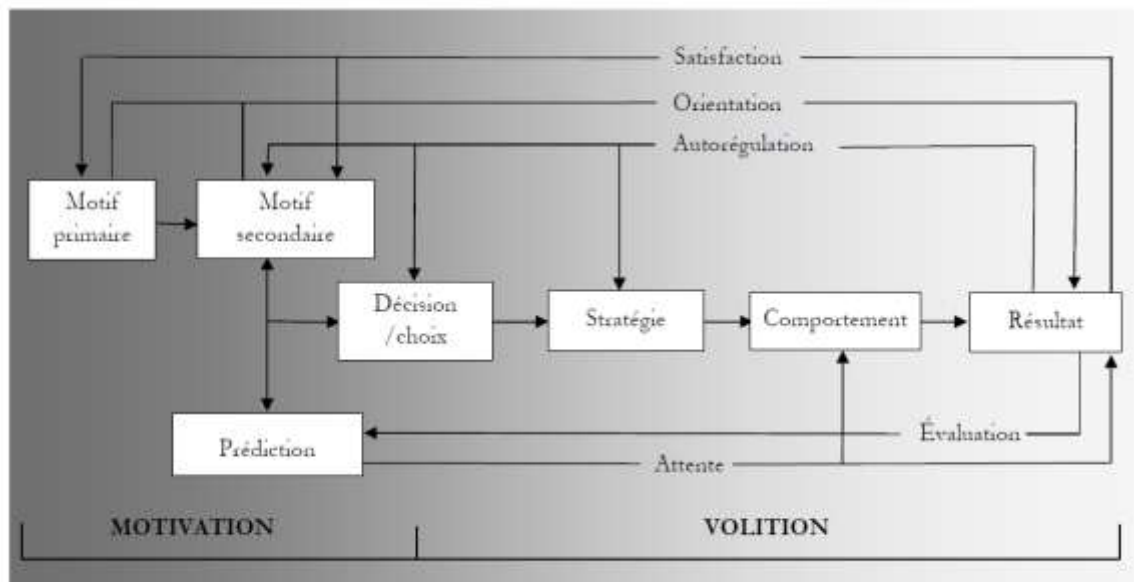 Satisfaction
Orientation
Autorégulation
Motif
primaire
Motif
secondaire
Décision
/choix
Stratégie
Comportement
Résultat
Prédiction
Évaluation
Attente
MOTIVATION
VOLITION